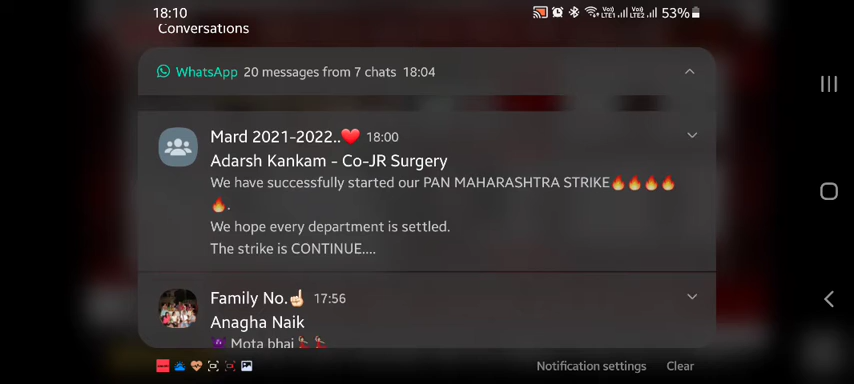 18:10
LTE1 LTE2 53%
Conversations
WhatsApp 20 messages from 7 chats 18:04
Mard 2021-2022..❤️ 18:00
Adarsh Kankam - Co-JR Surgery
We have successfully started our PAN MAHARASHTRA STRIKE🔥🔥🔥🔥
🔥.
We hope every department is settled.
The strike is CONTINUE....
Family No.☝🏻 17:56
Anagha Naik
Mota bhai💃💃
Notification settings Clear